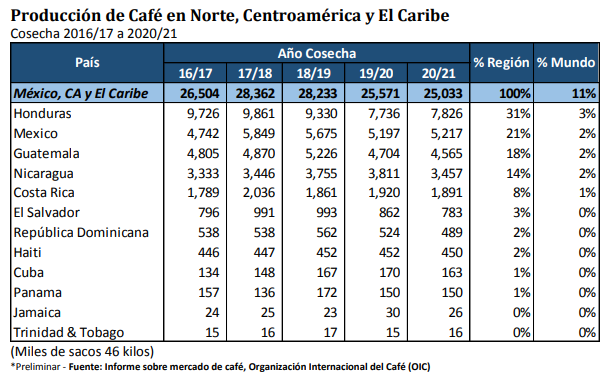 Producción de Café en Norte, Centroamérica y El Caribe
Cosecha 2016/17 a 2020/21
País Año Cosecha % Región % Mundo
16/17 17/18 18/19 19/20 20/21
México, CA y El Caribe 26,504 28,362 28,233 25,571 25,033 100% 11%
Honduras 9,726 9,861 9,330 7,736 7,826 31% 3%
Mexico 4,742 5,849 5,675 5,197 5,217 21% 2%
Guatemala 4,805 4,870 5,226 4,704 4,565 18% 2%
Nicaragua 3,333 3,446 3,755 3,811 3,457 14% 2%
Costa Rica 1,789 2,036 1,861 1,920 1,891 8% 1%
El Salvador 796 991 993 862 783 3% 0%
República Dominicana 538 538 562 524 489 2% 0%
Haiti 446 447 452 452 450 2% 0%
Cuba 134 148 167 170 163 1% 0%
Panama 157 136 172 150 150 1% 0%
Jamaica 24 25 23 30 26 0% 0%
Trinidad & Tobago 15 16 17 15 16 0% 0%
(Miles de sacos 46 kilos)
*Preliminar - Fuente: Informe sobre mercado de café, Organización Internacional del Café (OIC)